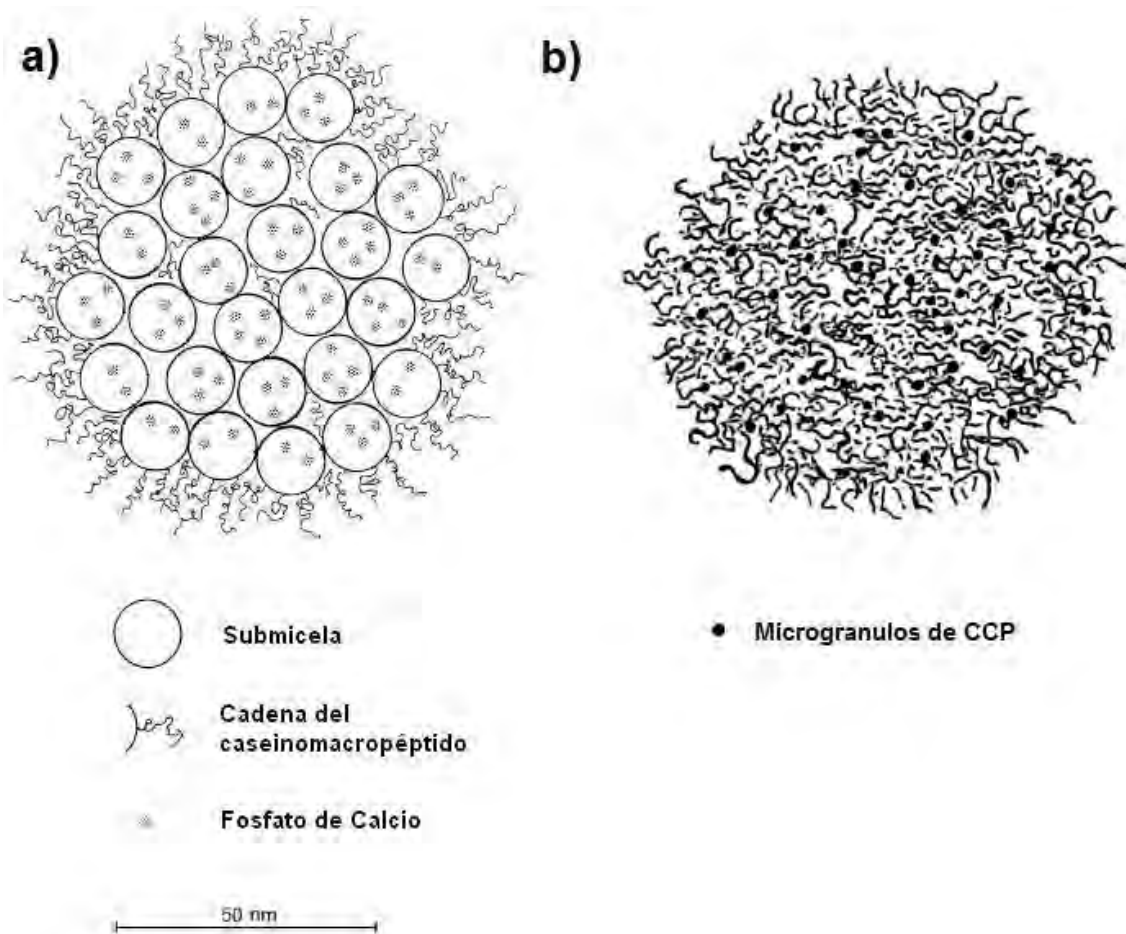 a)
b)
Submicela
Microgranulos de CCP
Cadena del
caseinomacropéptido
Fosfato de Calcio
50 nm